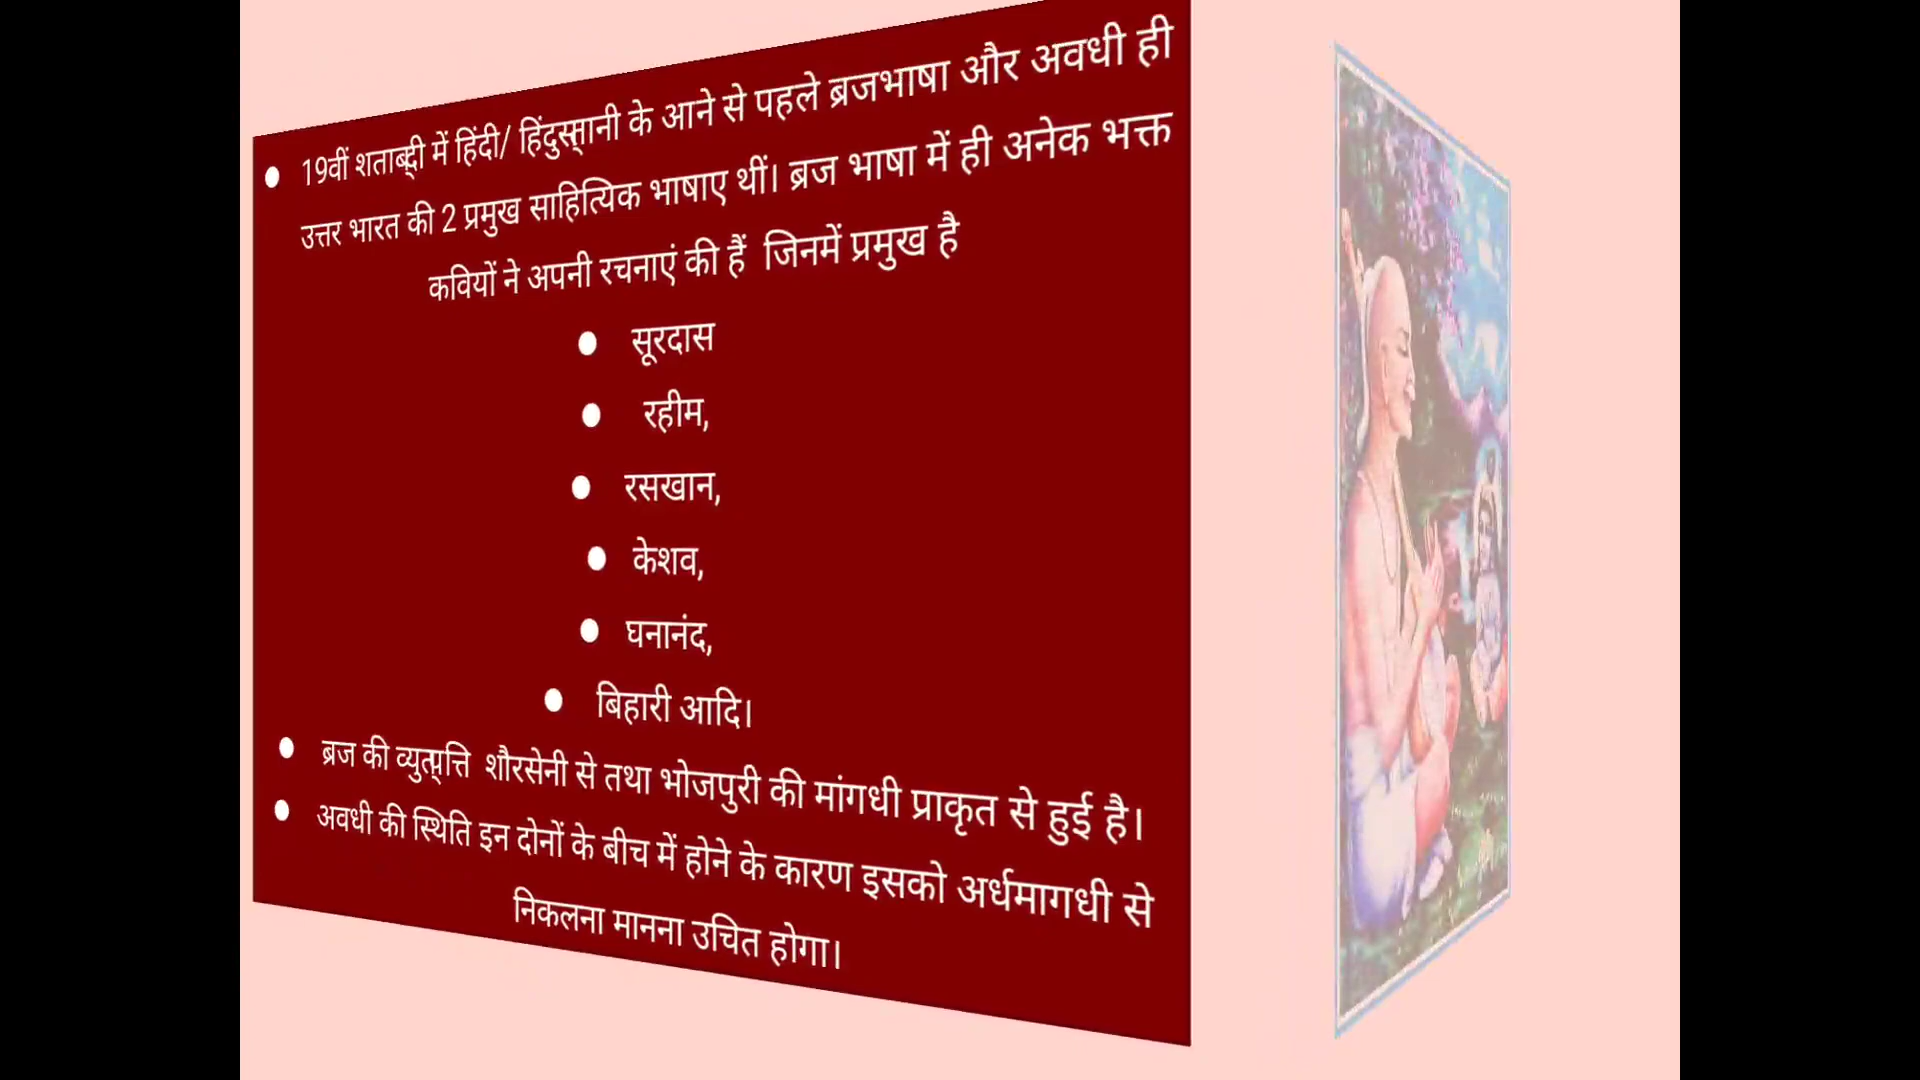 • 19वीं शताब्दी में हिंदी/ हिंदुस्तानी के आने से पहले ब्रजभाषा और अवधी ही
उत्तर भारत की 2 प्रमुख साहित्यिक भाषाए थीं। ब्रज भाषा में ही अनेक भक्त
कवियों ने अपनी रचनाएं की हैं जिनमें प्रमुख है
• सूरदास
• रहीम,
• रसखान,
• केशव,
• घनानंद,
• बिहारी आदि।
• ब्रज की व्युत्पत्ति शौरसेनी से तथा भोजपुरी की मांगधी प्राकृत से हुई है।
• अवधी की स्थिति इन दोनों के बीच में होने के कारण इसको अर्धमागधी से
निकलना मानना उचित होगा।